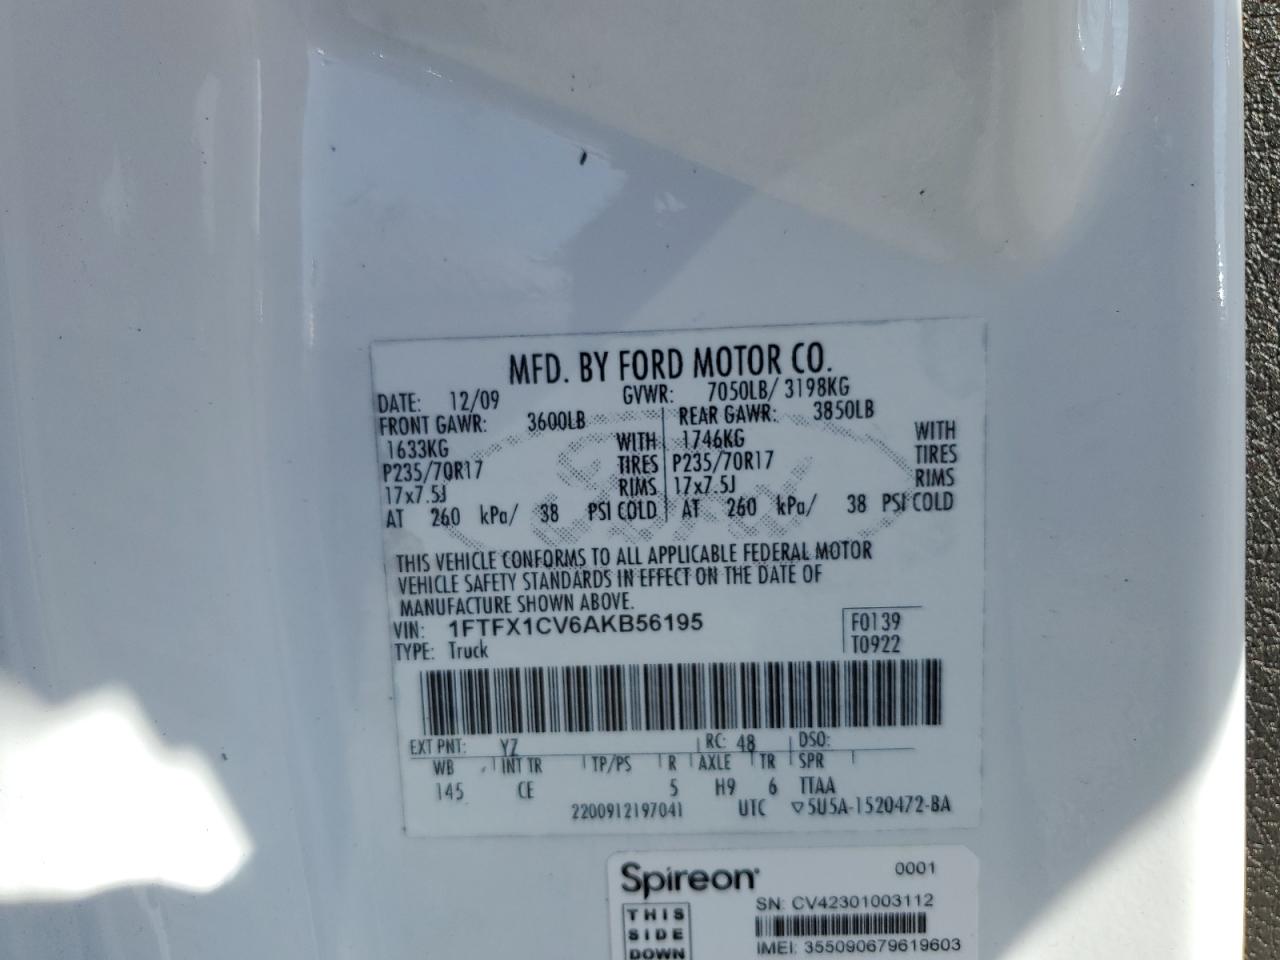 MFD. BY FORD MOTOR CO.
DATE: 12/09 GVWR: 7050LB/ 3198KG
FRONT GAWR: 3600LB REAR GAWR: 3850LB
1633KG WITH 1746KG WITH
P235/70R17 TIRES P235/70R17 TIRES
17x7.5J RIMS 17x7.5J RIMS
AT 260 kPa/ 38 PSI COLD AT 260 kPa/ 38 PSI COLD
THIS VEHICLE CONFORMS TO ALL APPLICABLE FEDERAL MOTOR
VEHICLE SAFETY STANDARDS IN EFFECT ON THE DATE OF
MANUFACTURE SHOWN ABOVE.
VIN: 1FTFX1CV6AKB56195 F0139
TYPE: Truck T0922
EXT PNT: YZ RC: 48 DSO:
WB INT TR TP/PS R AXLE TR SPR
145 CE 5 H9 6 TTAA
2200912197041 UTC ▽5U5A-1520472-BA
Spireon 0001
SN: CV42301003112
THIS
SIDE
DOWN
IMEI: 355090679619603